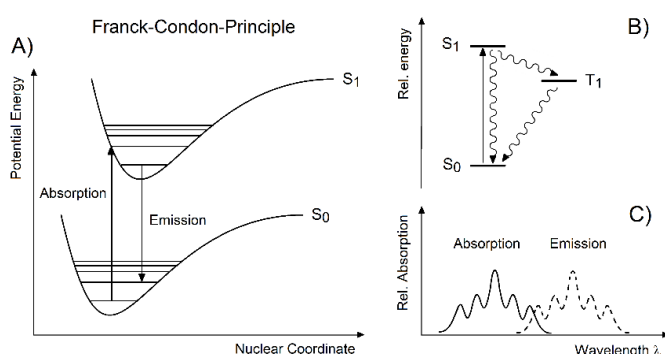 Franck-Condon-Principle
A)
Potential Energy
S1
Absorption
Emission
S0
Nuclear Coordinate
B)
Rel. energy
S1
T1
S0
C)
Rel. Absorption
Absorption Emission
Wavelength λ